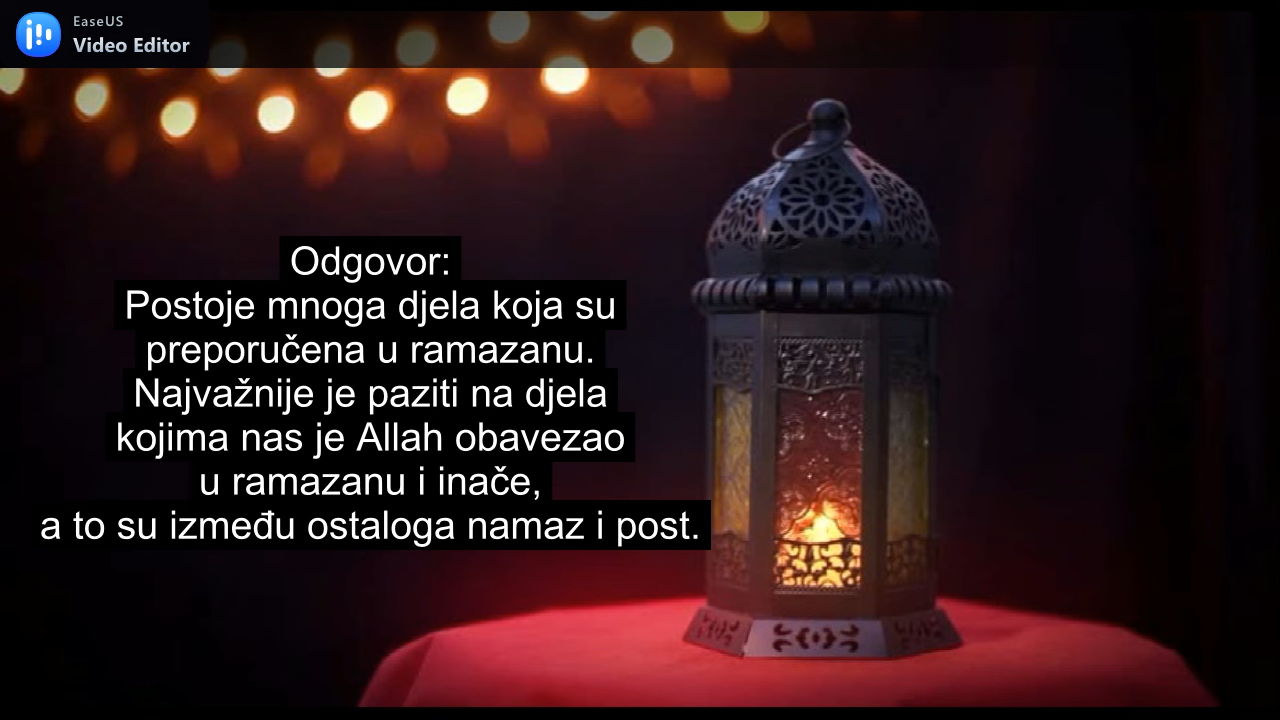 EaseUS
Video Editor
Odgovor:
Postoje mnoga djela koja su
preporučena u ramazanu.
Najvažnije je paziti na djela
kojima nas je Allah obavezao
u ramazanu i inače,
a to su između ostaloga namaz i post.